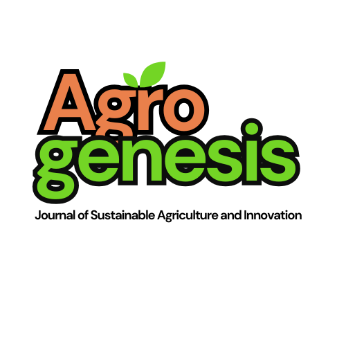 Agro
genesis
Journal of Sustainable Agriculture and Innovation